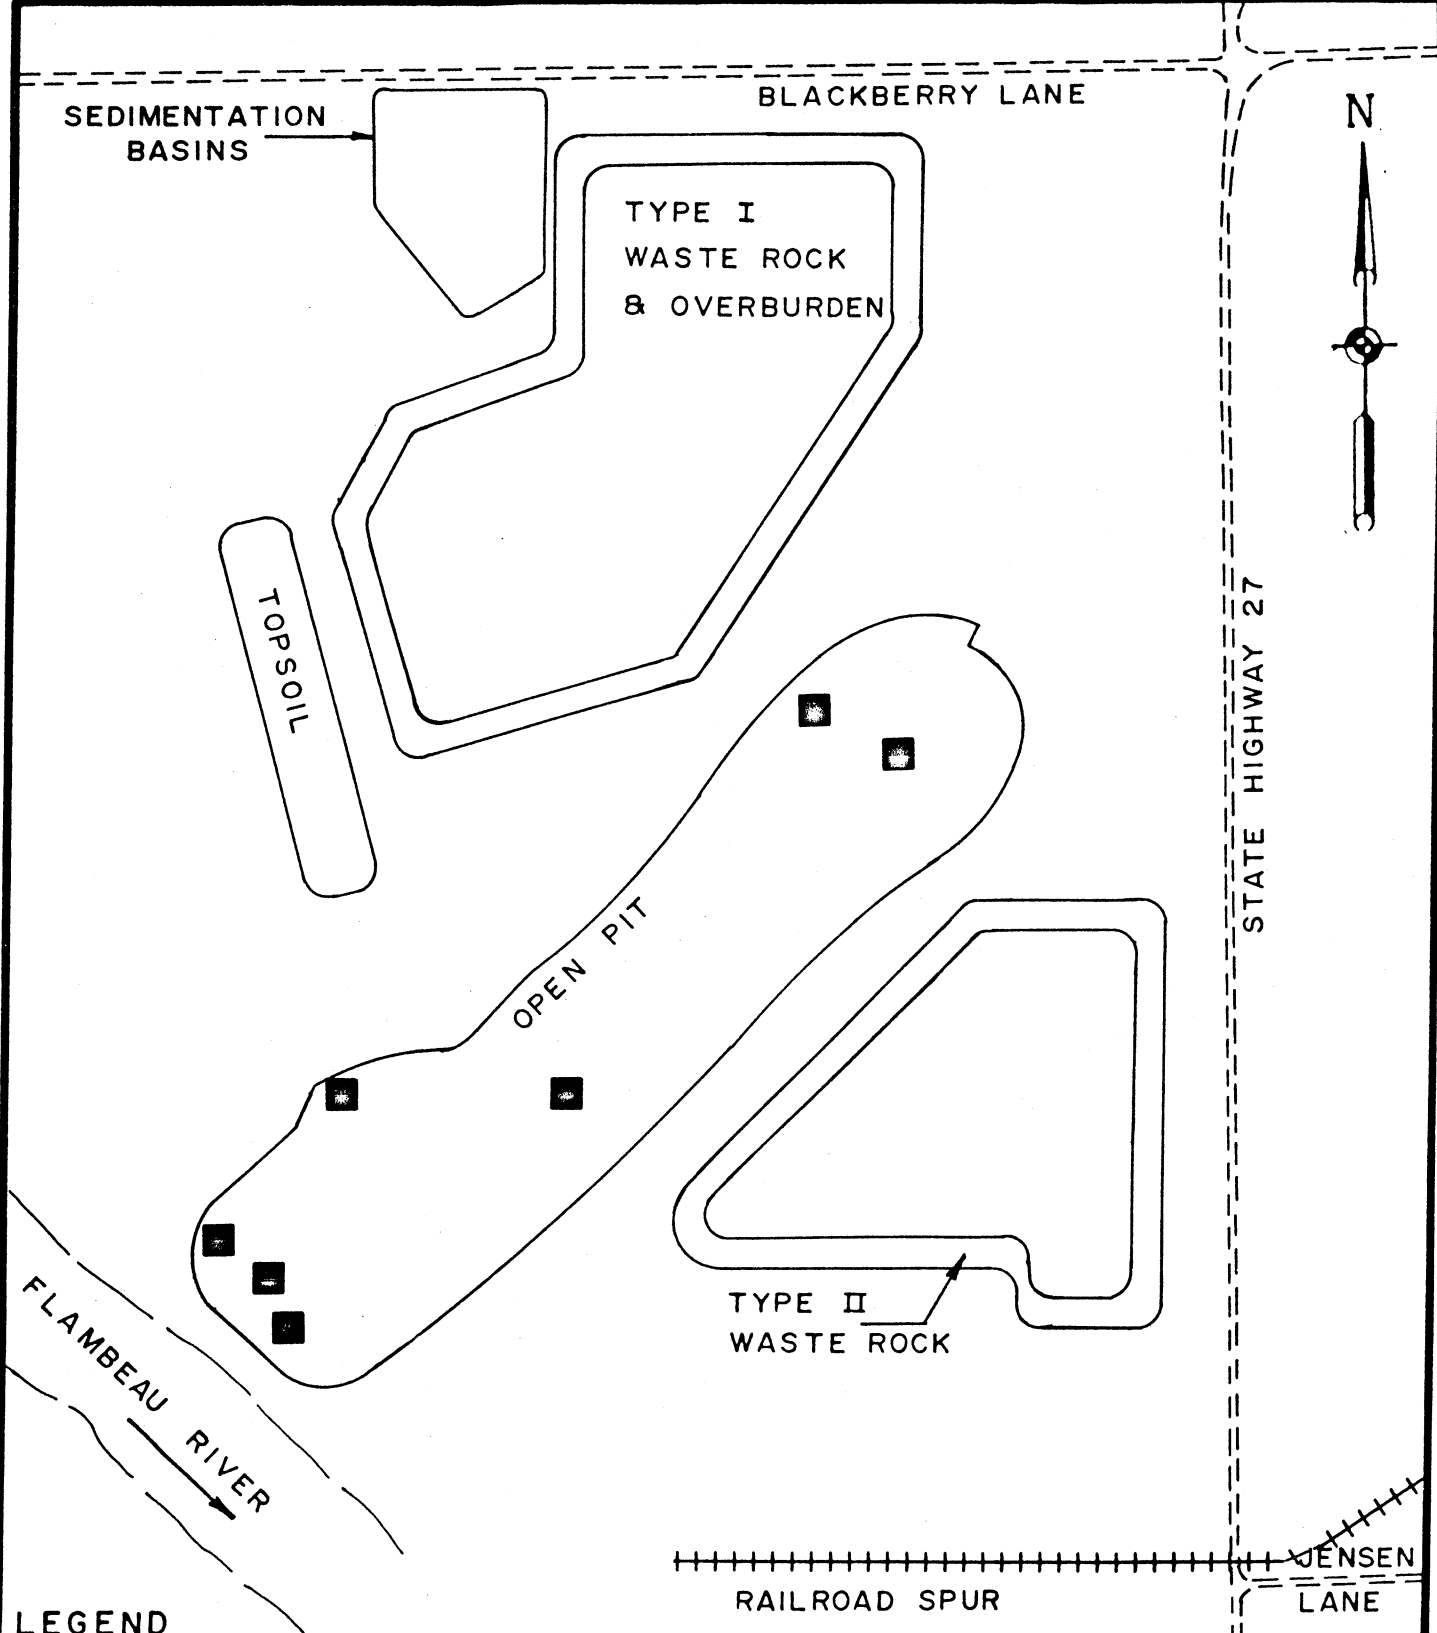 BLACKBERRY LANE
SEDIMENTATION
BASINS
N
TYPE I
WASTE ROCK
& OVERBURDEN
TOPSOIL
STATE HIGHWAY 27
OPEN PIT
TYPE II
WASTE ROCK
FLAMBEAU RIVER
JENSEN
LANE
RAILROAD SPUR
LEGEND